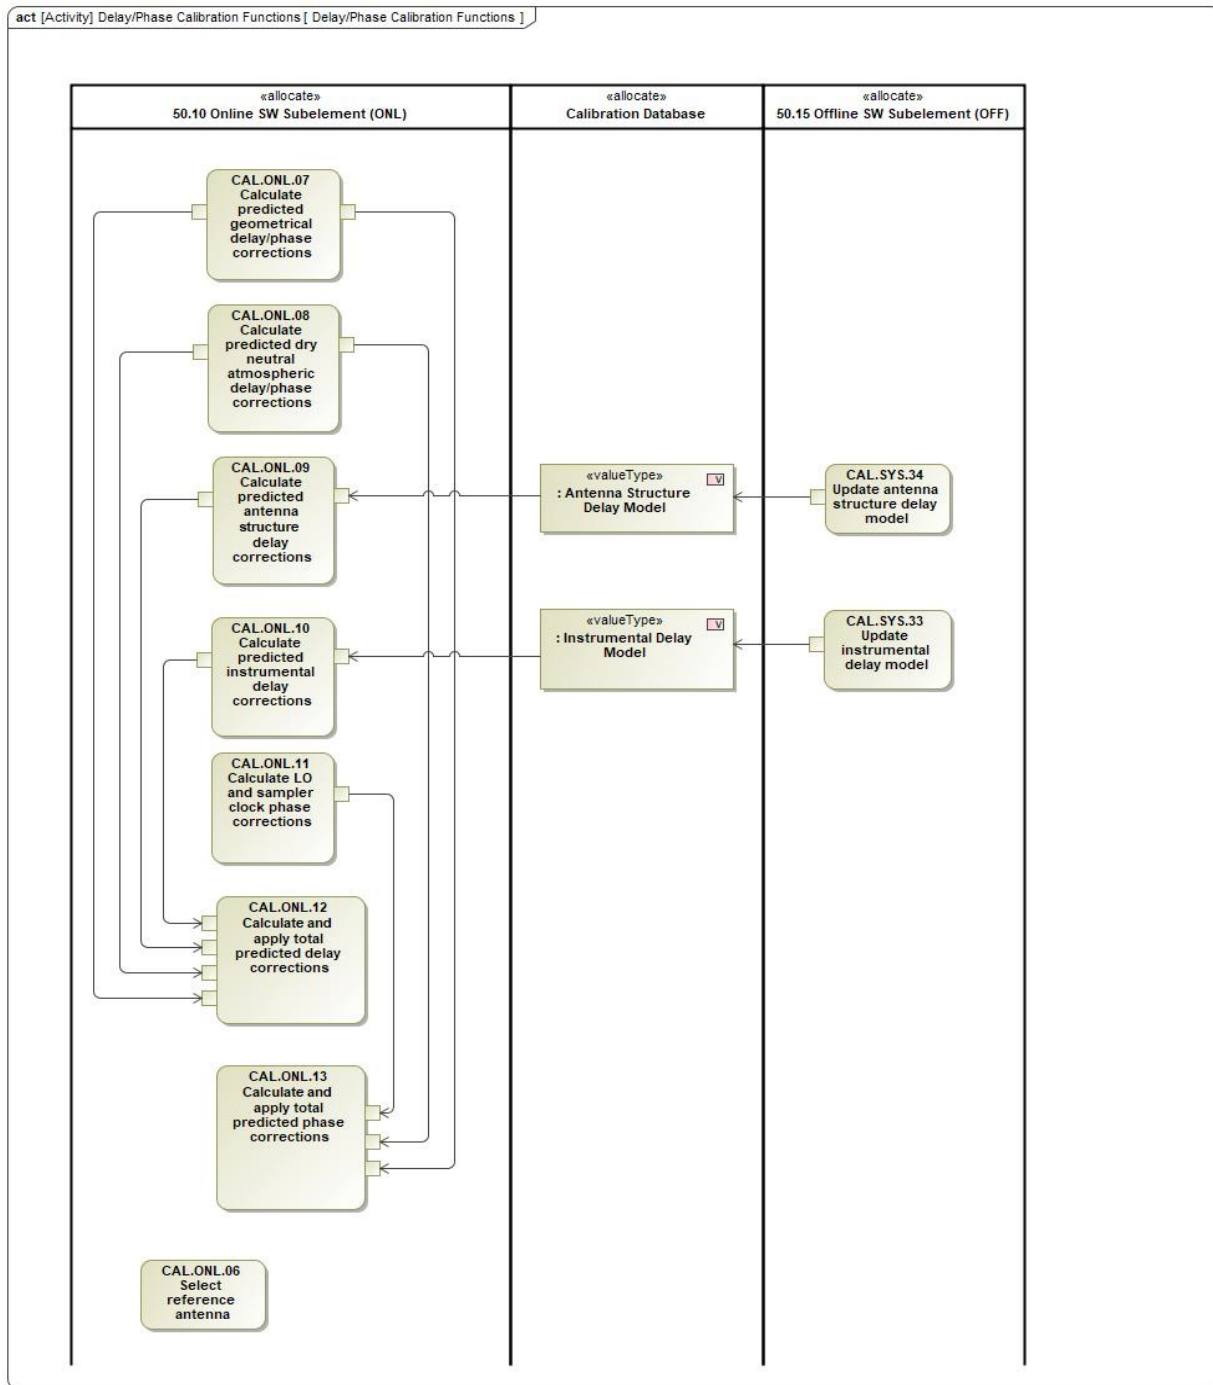 act [Activity] Delay/Phase Calibration Functions [ Delay/Phase Calibration Functions ]
«allocate»
50.10 Online SW Subelement (ONL)
«allocate»
Calibration Database
«allocate»
50.15 Offline SW Subelement (OFF)
CAL.ONL.07
Calculate
predicted
geometrical
delay/phase
corrections
CAL.ONL.08
Calculate
predicted dry
neutral
atmospheric
delay/phase
corrections
CAL.ONL.09
Calculate
predicted
antenna
structure
delay
corrections
«valueType»
V
: Antenna Structure
Delay Model
CAL.SYS.34
Update antenna
structure delay
model
CAL.ONL.10
Calculate
predicted
instrumental
delay
corrections
«valueType»
V
: Instrumental Delay
Model
CAL.SYS.33
Update
instrumental
delay model
CAL.ONL.11
Calculate LO
and sampler
clock phase
corrections
CAL.ONL.12
Calculate and
apply total
predicted delay
corrections
CAL.ONL.13
Calculate and
apply total
predicted phase
corrections
CAL.ONL.06
Select
reference
antenna